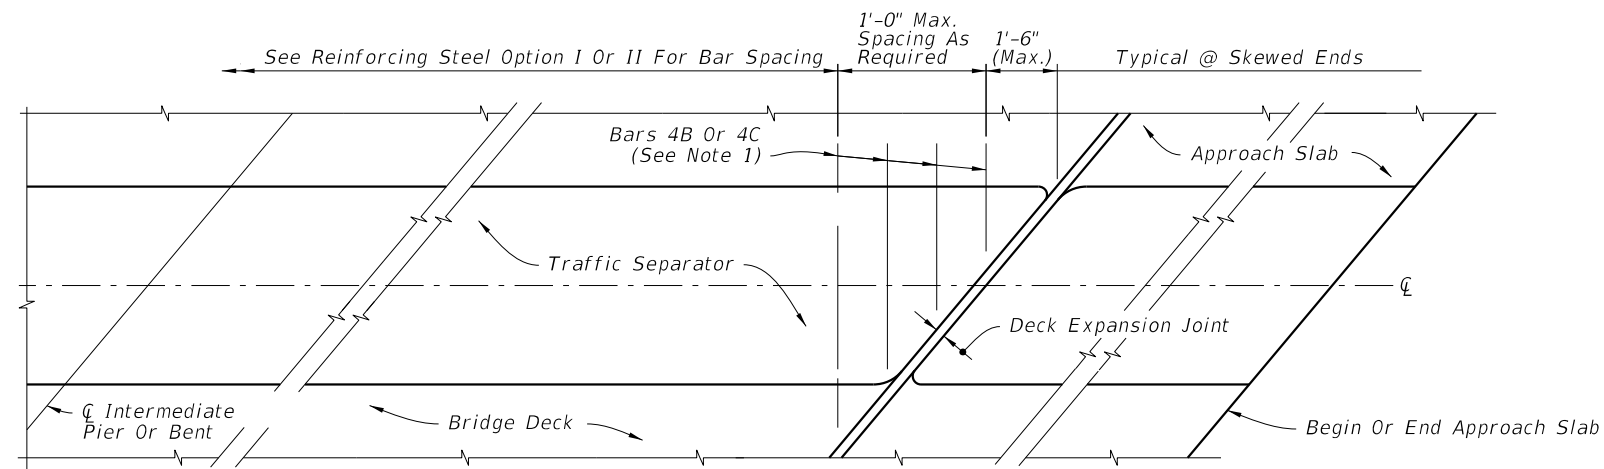 1'-0" Max.
Spacing As
Required
1'-6"
(Max.)
See Reinforcing Steel Option I Or II For Bar Spacing
Typical @ Skewed Ends
Bars 4B Or 4C
(See Note 1)
Approach Slab
Traffic Separator
℄
Deck Expansion Joint
℄ Intermediate
Pier Or Bent
Bridge Deck
Begin Or End Approach Slab